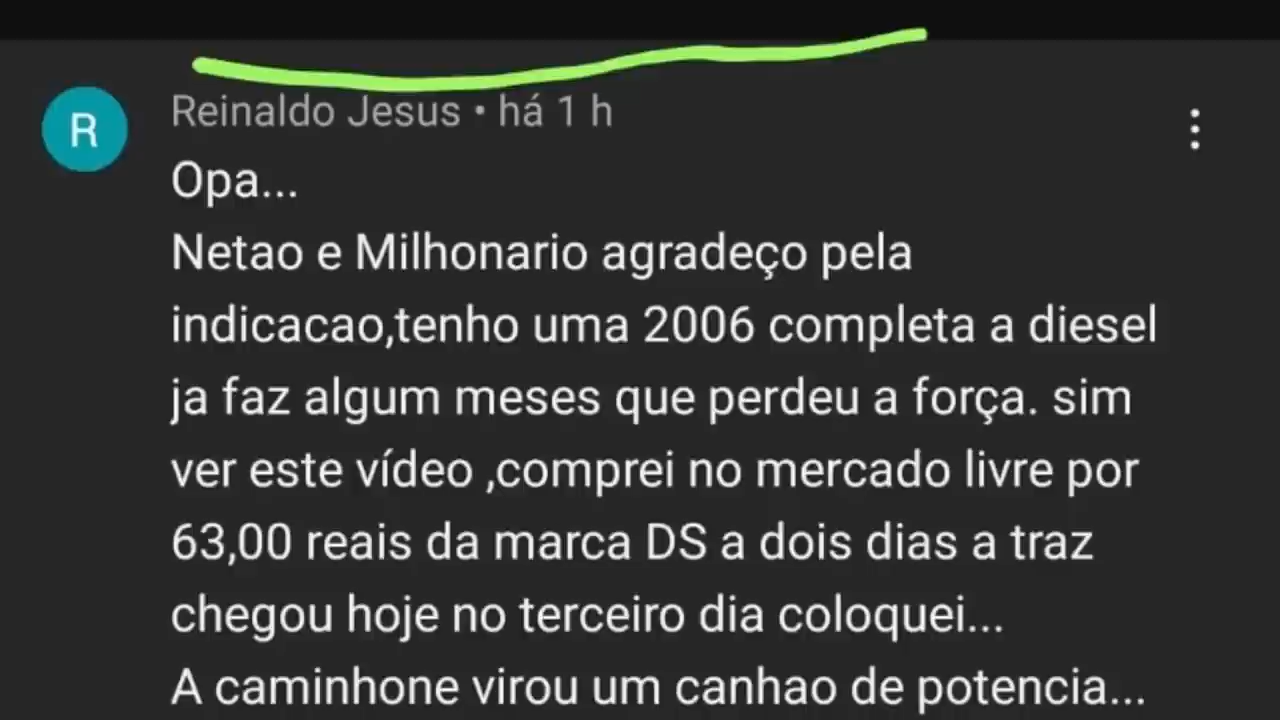 R
Reinaldo Jesus • há 1 h
Opa...
Netao e Milhonario agradeço pela
indicacao,tenho uma 2006 completa a diesel
ja faz algum meses que perdeu a força. sim
ver este vídeo ,comprei no mercado livre por
63,00 reais da marca DS a dois dias a traz
chegou hoje no terceiro dia coloquei...
A caminhone virou um canhao de potencia...